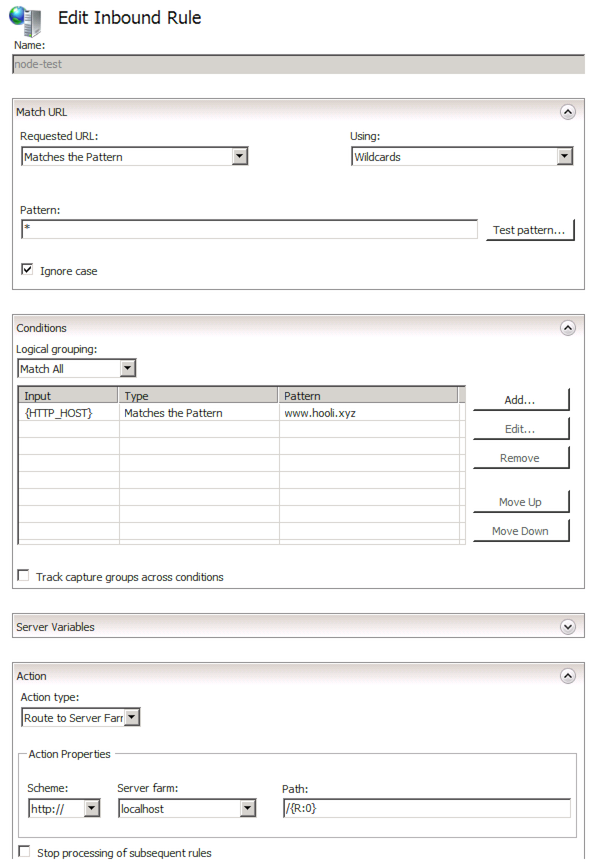 Edit Inbound Rule
Name:
node-test
Match URL
Requested URL: Using:
Matches the Pattern Wildcards
Pattern:
* Test pattern...
Ignore case
Conditions
Logical grouping:
Match All
Input Type Pattern Add...
{HTTP_HOST} Matches the Pattern www.hooli.xyz
Edit...
Remove
Move Up
Move Down
Track capture groups across conditions
Server Variables
Action
Action type:
Route to Server Farr
Action Properties
Scheme: Server farm: Path:
http:// localhost /{R:0}
Stop processing of subsequent rules